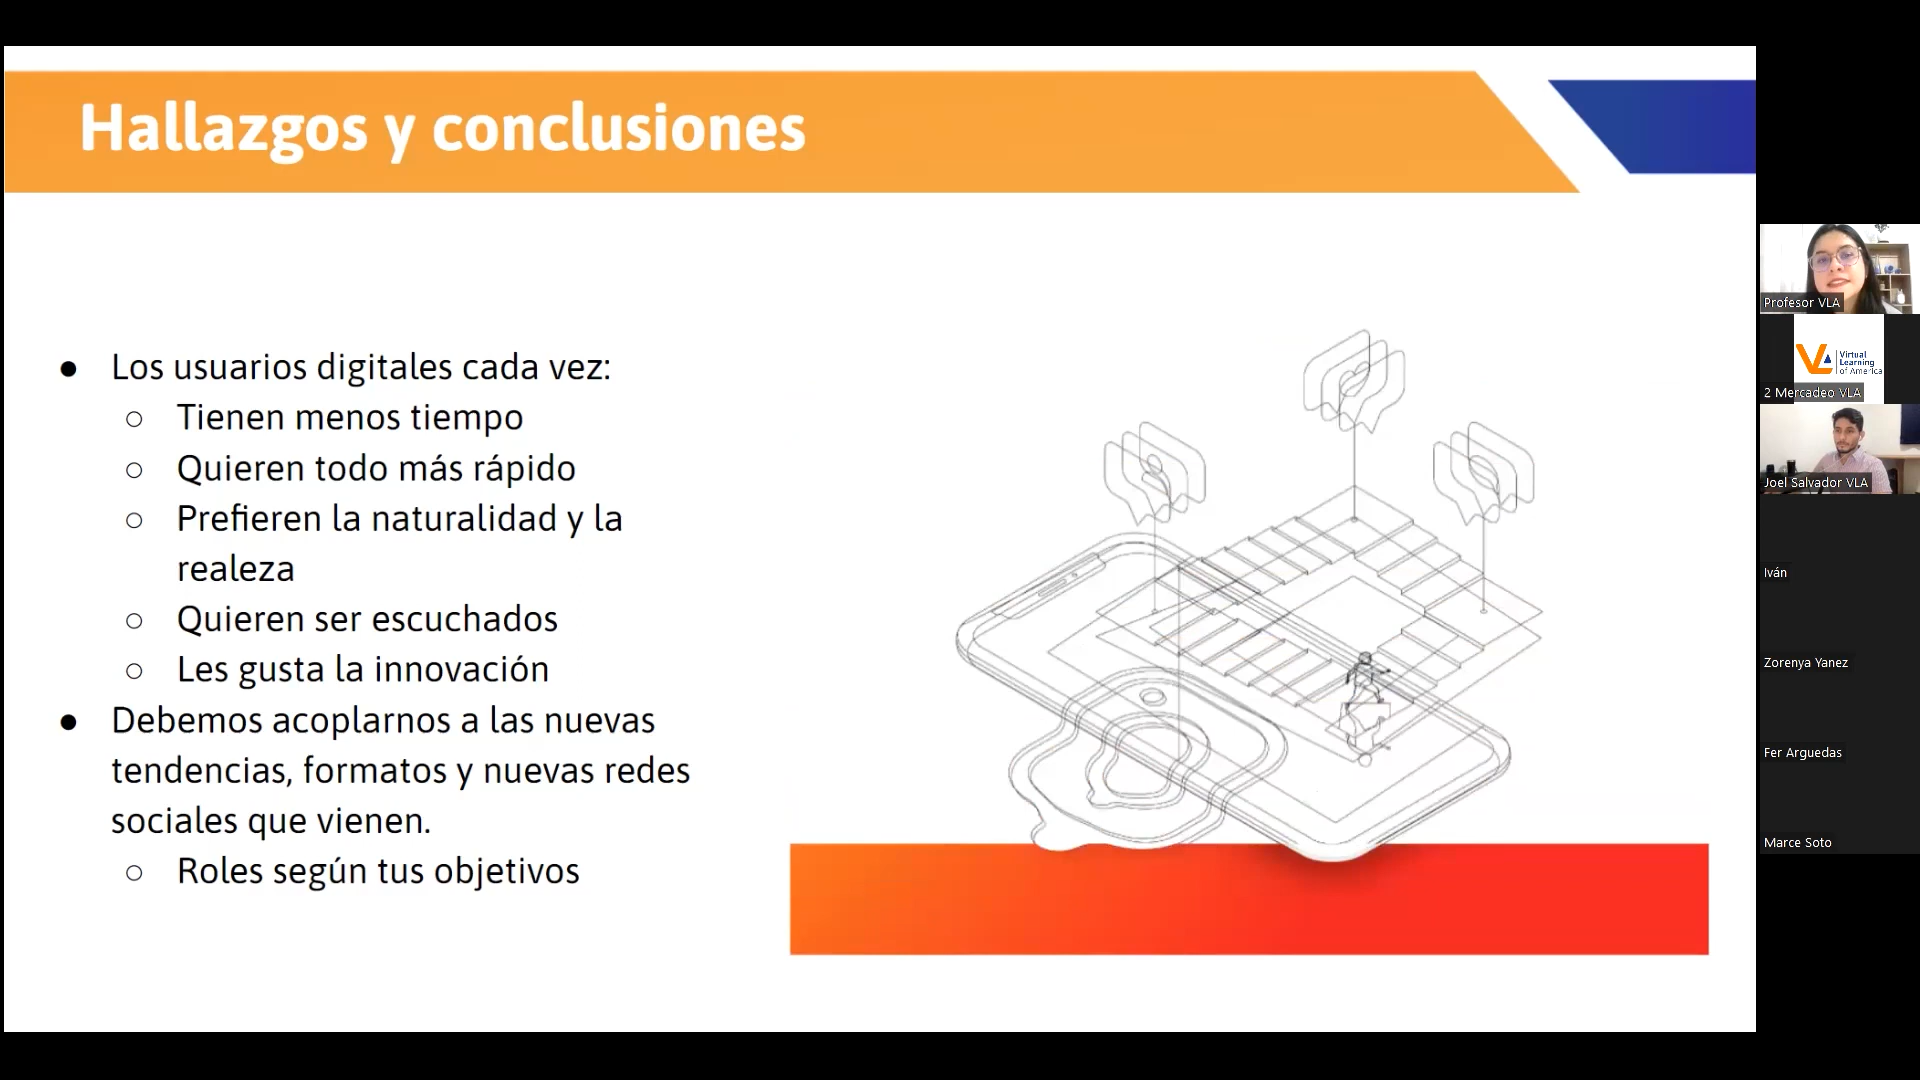 Hallazgos y conclusiones
● Los usuarios digitales cada vez:
○ Tienen menos tiempo
○ Quieren todo más rápido
○ Prefieren la naturalidad y la
realeza
○ Quieren ser escuchados
○ Les gusta la innovación
● Debemos acoplarnos a las nuevas
tendencias, formatos y nuevas redes
sociales que vienen.
○ Roles según tus objetivos
Profesor VLA
VLA
Virtual
Learning
of America
2 Mercadeo VLA
Joel Salvador VLA
Iván
Zorenya Yanez
Fer Arguedas
Marce Soto